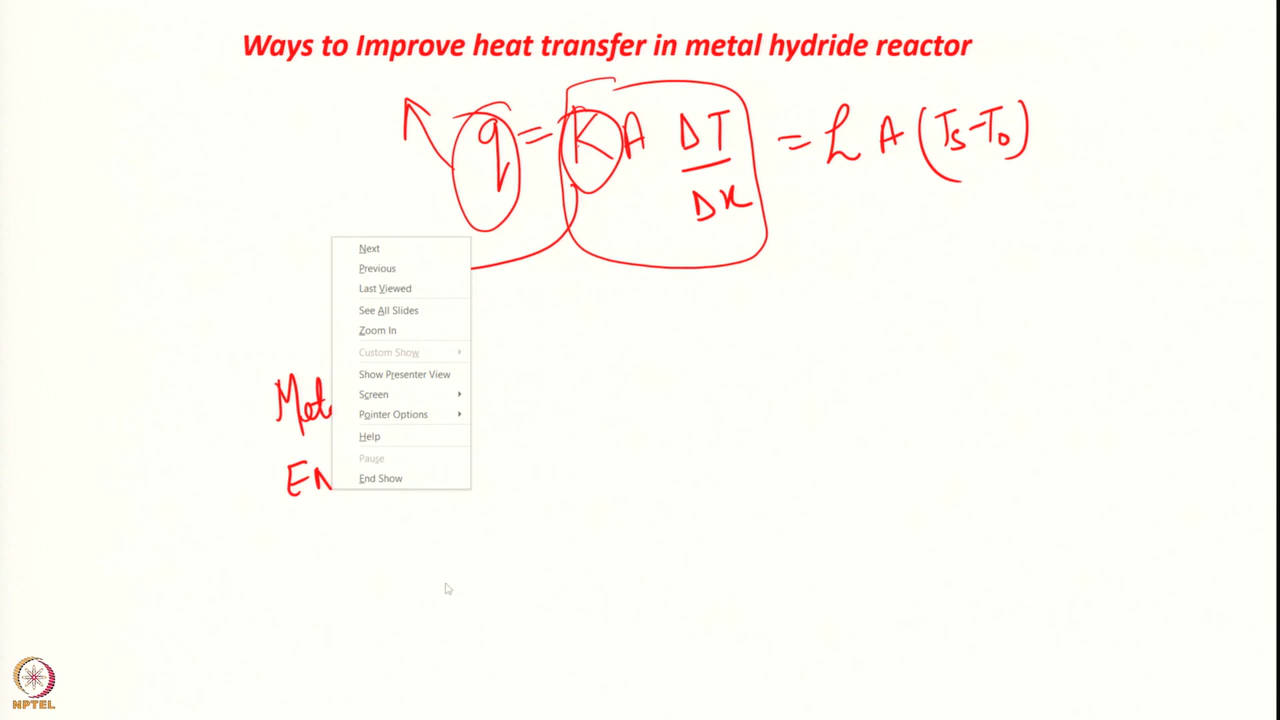 Ways to Improve heat transfer in metal hydride reactor
q = K A ΔT/Δx = h A (Ts - To)
Next
Previous
Last Viewed
See All Slides
Zoom In
Custom Show
Show Presenter View
Screen
Pointer Options
Help
Pause
End Show
NPTEL